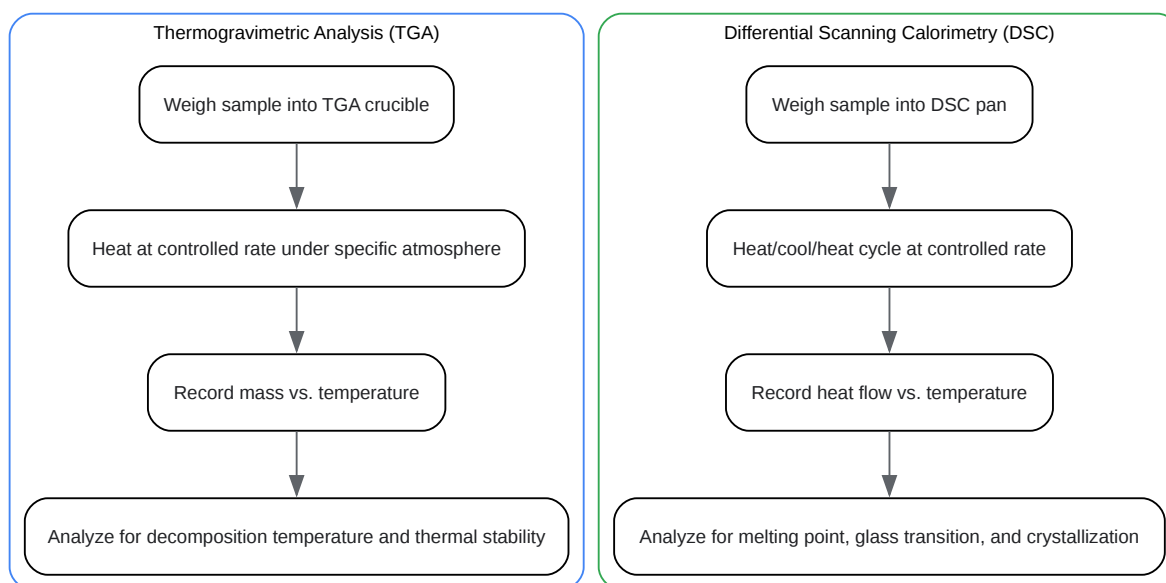 Thermogravimetric Analysis (TGA)
Weigh sample into TGA crucible
Heat at controlled rate under specific atmosphere
Record mass vs. temperature
Analyze for decomposition temperature and thermal stability
Differential Scanning Calorimetry (DSC)
Weigh sample into DSC pan
Heat/cool/heat cycle at controlled rate
Record heat flow vs. temperature
Analyze for melting point, glass transition, and crystallization